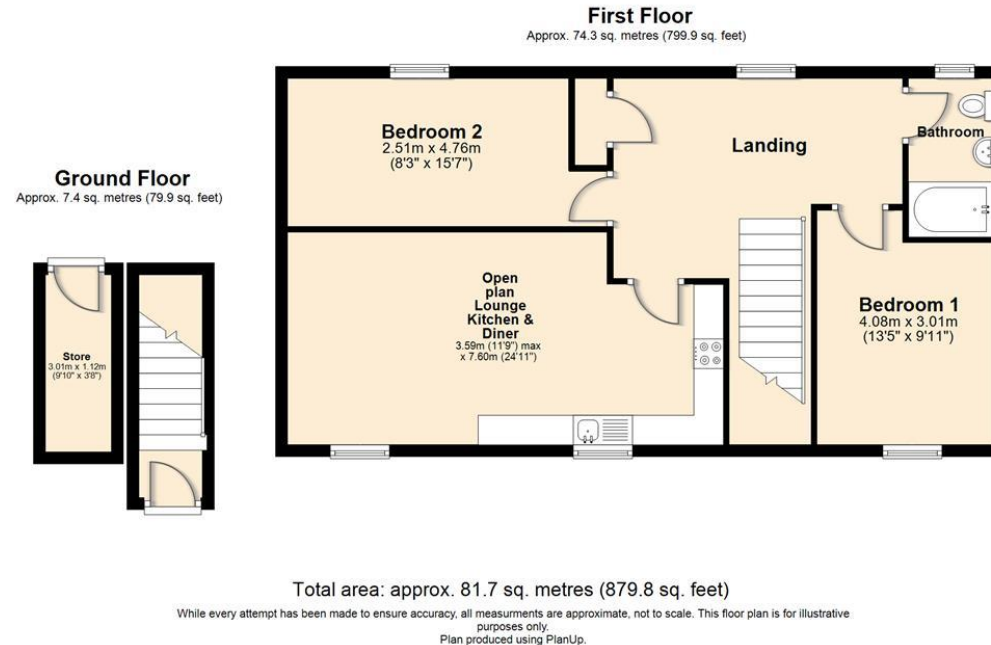 First Floor
Approx. 74.3 sq. metres (799.9 sq. feet)
Bedroom 2
2.51m x 4.76m
(8'3" x 15'7")
Landing
Bathroom
Ground Floor
Approx. 7.4 sq. metres (79.9 sq. feet)
Open
plan
Lounge
Kitchen &
Diner
3.59m (11'9") max
x 7.60m (24'11")
Bedroom 1
4.08m x 3.01m
(13'5" x 9'11")
Store
3.01m x 1.12m
(9'10" x 3'8")
Total area: approx. 81.7 sq. metres (879.8 sq. feet)
While every attempt has been made to ensure accuracy, all measurments are approximate, not to scale. This floor plan is for illustrative
purposes only.
Plan produced using PlanUp.